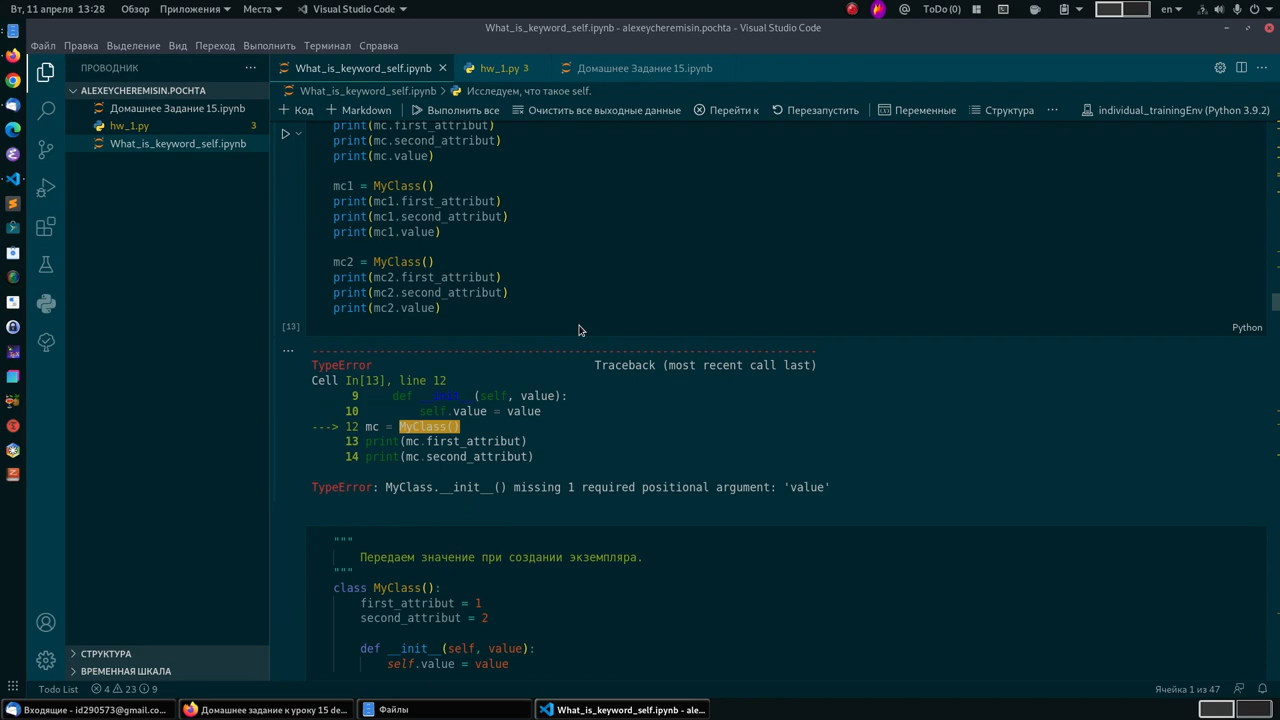 Вт, 11 апреля 13:28 Обзор Приложения Места Visual Studio Code ToDo (0) en
What_is_keyword_self.ipynb - alexeycheremisin.pochta - Visual Studio Code
Файл Правка Выделение Вид Переход Выполнить Терминал Справка
ПРОВОДНИК
What_is_keyword_self.ipynb hw_1.py 3 Домашнее Задание 15.ipynb
ALEXEYCHEREMISIN.POCHTA
What_is_keyword_self.ipynb > Исследуем, что такое self.
Домашнее Задание 15.ipynb
hw_1.py 3
What_is_keyword_self.ipynb
+ Код + Markdown Выполнить все Очистить все выходные данные Перейти к Перезапустить Переменные Структура ... individual_trainingEnv (Python 3.9.2)
print(mc.first_attribut)
print(mc.second_attribut)
print(mc.value)
mc1 = MyClass()
print(mc1.first_attribut)
print(mc1.second_attribut)
print(mc1.value)
mc2 = MyClass()
print(mc2.first_attribut)
print(mc2.second_attribut)
print(mc2.value)
[13] Python
---------------------------------------------------------------------------
TypeError Traceback (most recent call last)
Cell In[13], line 12
9 def __init__(self, value):
10 self.value = value
---> 12 mc = MyClass()
13 print(mc.first_attribut)
14 print(mc.second_attribut)
TypeError: MyClass.__init__() missing 1 required positional argument: 'value'
"""
Передаем значение при создании экземпляра.
"""
class MyClass():
first_attribut = 1
second_attribut = 2
def __init__(self, value):
self.value = value
СТРУКТУРА
ВРЕМЕННАЯ ШКАЛА
Todo List 4 23 9 Ячейка 1 из 47
Входящие - id290573@gmail.co... Домашнее задание к уроку 15 de... Файлы What_is_keyword_self.ipynb - ale...